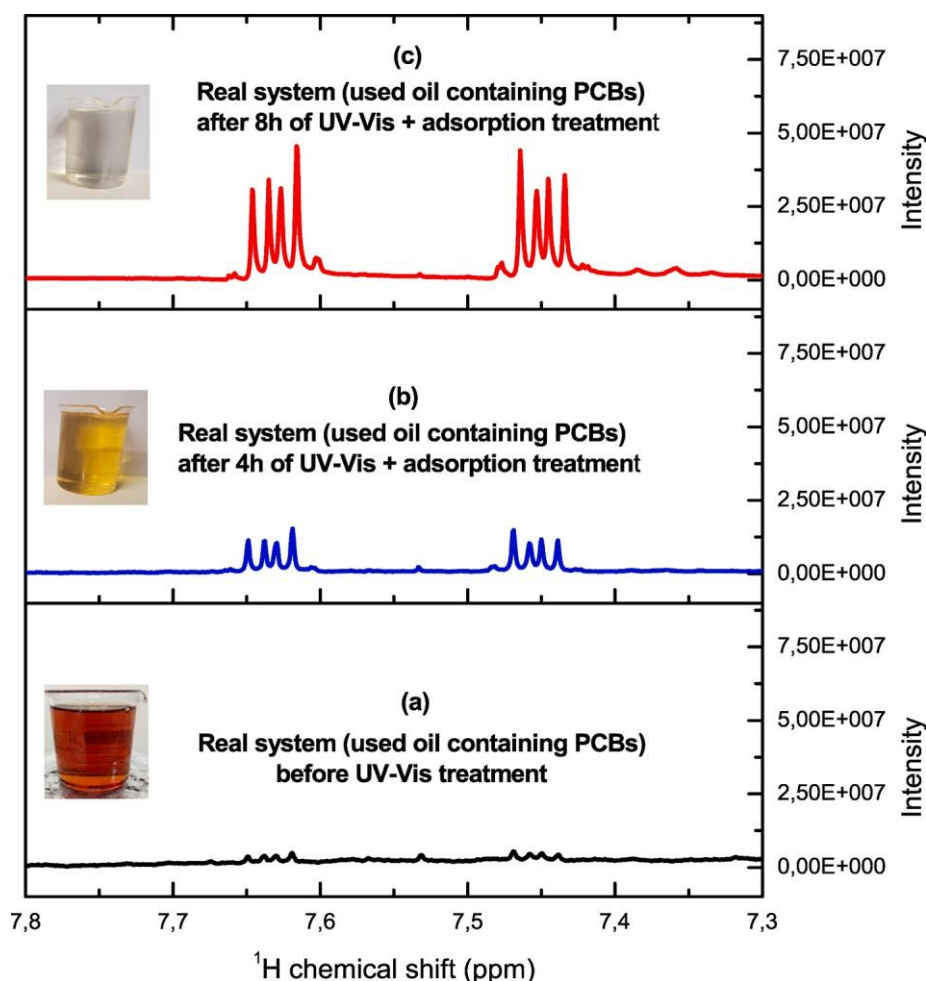 (c)
Real system (used oil containing PCBs)
after 8h of UV-Vis + adsorption treatment
7,50E+007
5,00E+007
2,50E+007
0,00E+000
Intensity
(b)
Real system (used oil containing PCBs)
after 4h of UV-Vis + adsorption treatment
7,50E+007
5,00E+007
2,50E+007
0,00E+000
Intensity
(a)
Real system (used oil containing PCBs)
before UV-Vis treatment
7,50E+007
5,00E+007
2,50E+007
0,00E+000
Intensity
7,8 7,7 7,6 7,5 7,4 7,3
¹H chemical shift (ppm)